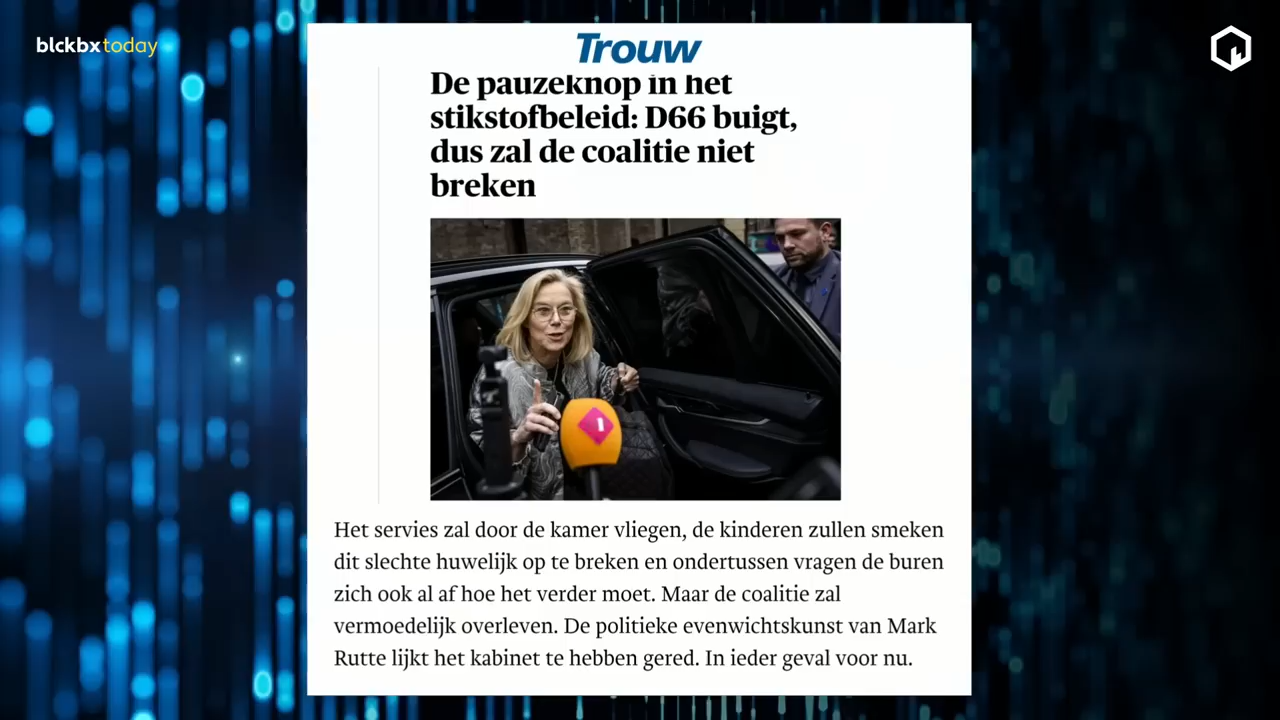 blckbxtoday
Trouw
De pauzeknop in het
stikstofbeleid: D66 buigt,
dus zal de coalitie niet
breken
1
Het servies zal door de kamer vliegen, de kinderen zullen smeken
dit slechte huwelijk op te breken en ondertussen vragen de buren
zich ook al af hoe het verder moet. Maar de coalitie zal
vermoedelijk overleven. De politieke evenwichtskunst van Mark
Rutte lijkt het kabinet te hebben gered. In ieder geval voor nu.